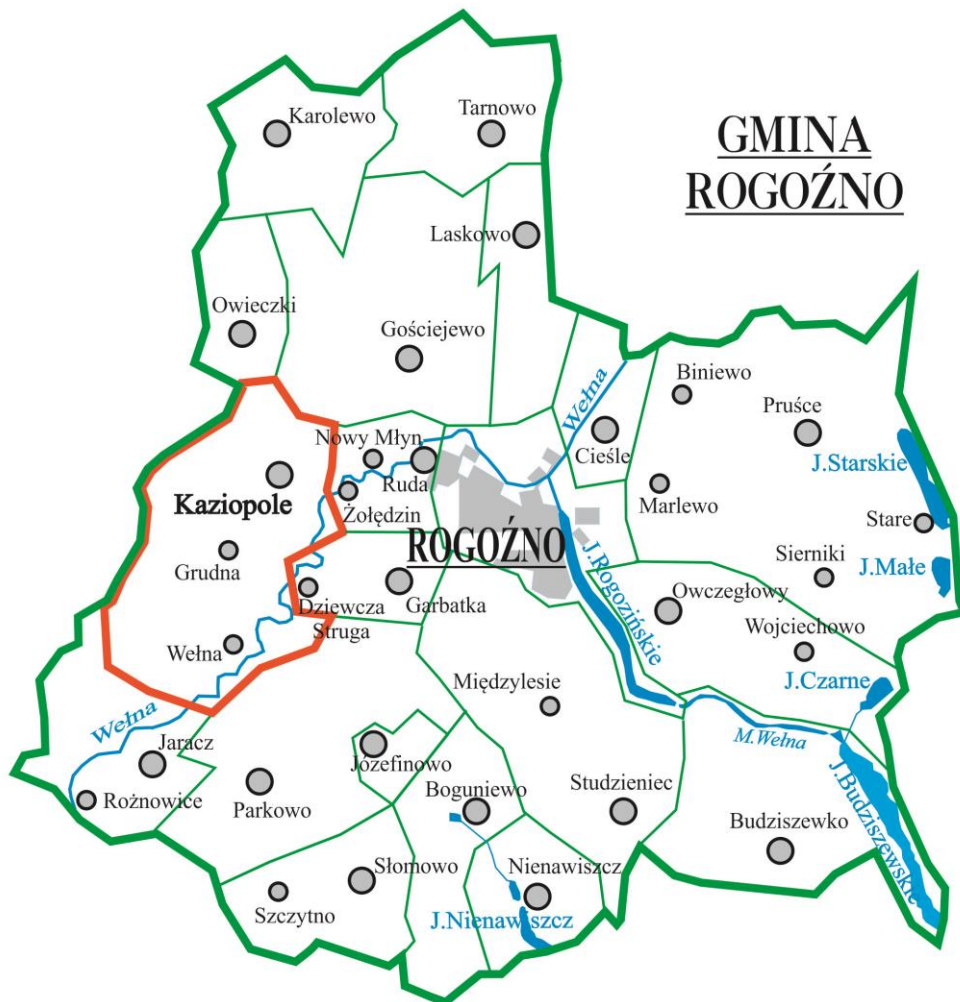 Karolewo
Tarnowo
GMINA
ROGOŹNO
Laskowo
Owieczki
Gościejewo
Wełna
Biniewo
Pruśce
Cieśle
Nowy Młyn
J.Starskie
Ruda
Kaziopole
Żołędzin
Marlewo
Stare
ROGOŹNO
Grudna
J.Rogozińskie
Sierniki
J.Małe
Dziewcza
Struga
Garbatka
Owczegłowy
Wojciechowo
Wełna
J.Czarne
Międzylesie
Wełna
M.Wełna
Jaracz
Józefinowo
Rożnowice
Parkowo
Boguniewo
Studzieniec
J.Budziszewskie
Budziszewko
Słomowo
Nienawiszcz
Szczytno
J.Nienawiszcz